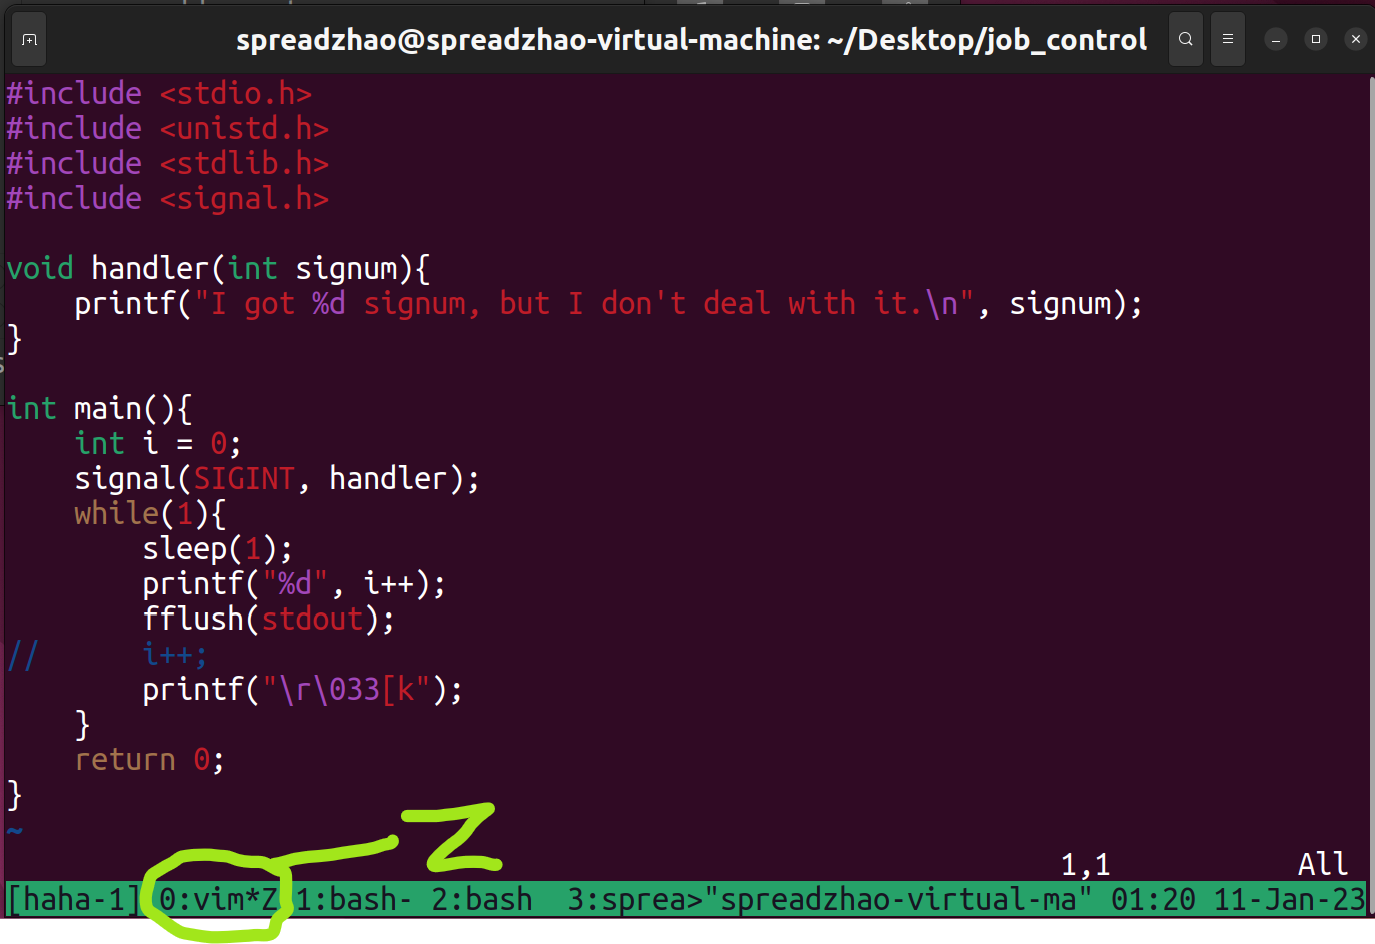 spreadzhao@spreadzhao-virtual-machine: ~/Desktop/job_control
#include <stdio.h>
#include <unistd.h>
#include <stdlib.h>
#include <signal.h>

void handler(int signum){
    printf("I got %d signum, but I don't deal with it.\n", signum);
}

int main(){
    int i = 0;
    signal(SIGINT, handler);
    while(1){
        sleep(1);
        printf("%d", i++);
        fflush(stdout);
//      i++;
        printf("\r\033[k");
    }
    return 0;
}
~
Z
1,1 All
[haha-1] 0:vim*Z 1:bash- 2:bash  3:sprea>"spreadzhao-virtual-ma" 01:20 11-Jan-23